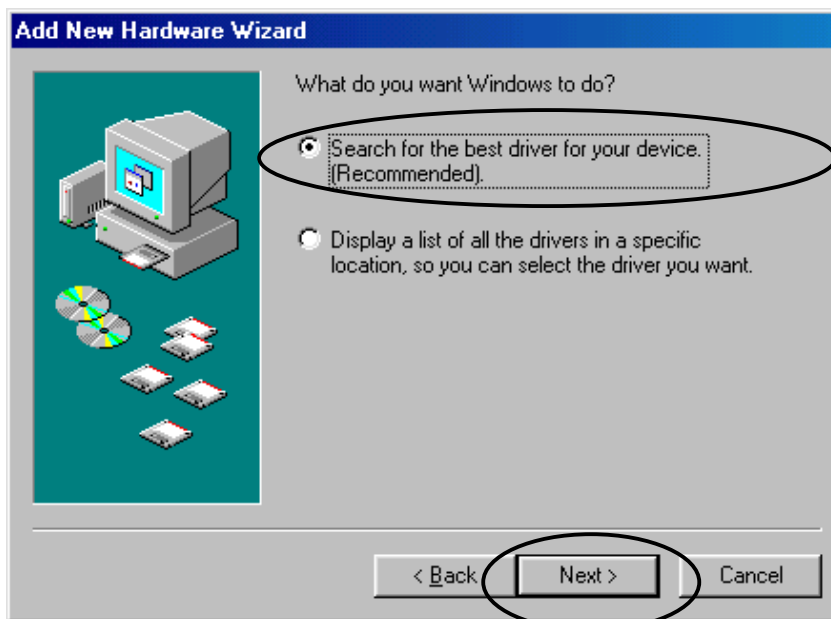 Add New Hardware Wizard
What do you want Windows to do?
Search for the best driver for your device.
(Recommended).
Display a list of all the drivers in a specific
location, so you can select the driver you want.
< Back
Next >
Cancel